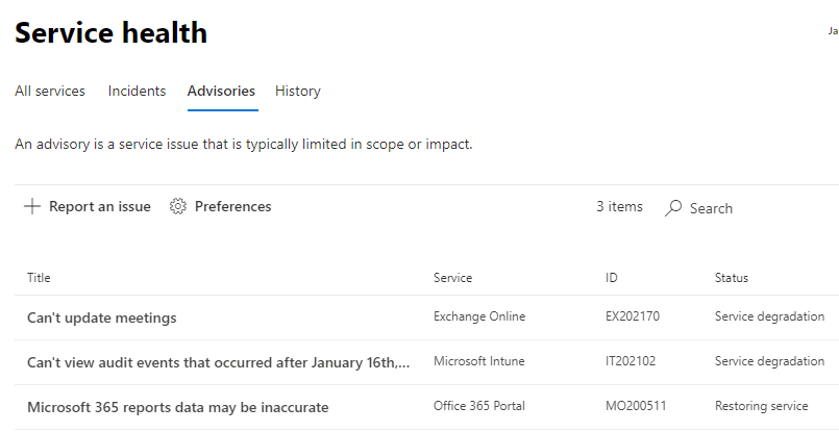 Service health
Ja
All services Incidents Advisories History
An advisory is a service issue that is typically limited in scope or impact.
Report an issue Preferences 3 items Search
Title Service ID Status
Can't update meetings Exchange Online EX202170 Service degradation
Can't view audit events that occurred after January 16th,... Microsoft Intune IT202102 Service degradation
Microsoft 365 reports data may be inaccurate Office 365 Portal MO200511 Restoring service